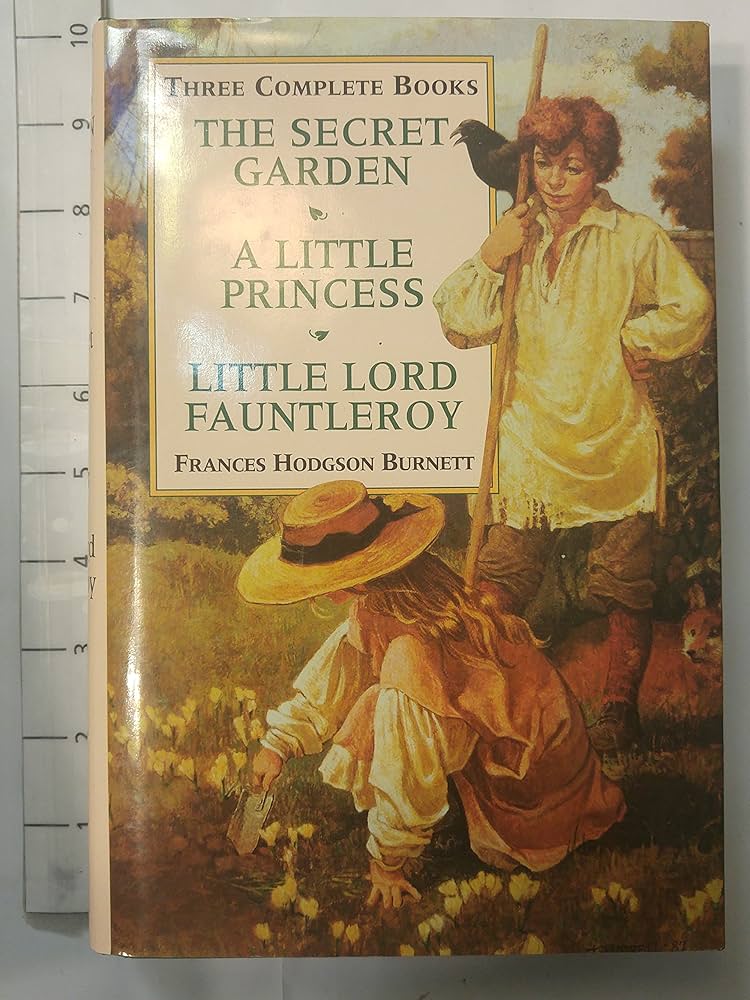 THREE COMPLETE BOOKS
THE SECRET
GARDEN
A LITTLE
PRINCESS
LITTLE LORD
FAUNTLEROY
FRANCES HODGSON BURNETT
10
9
8
7
6
5
4
3
2
1
d
y